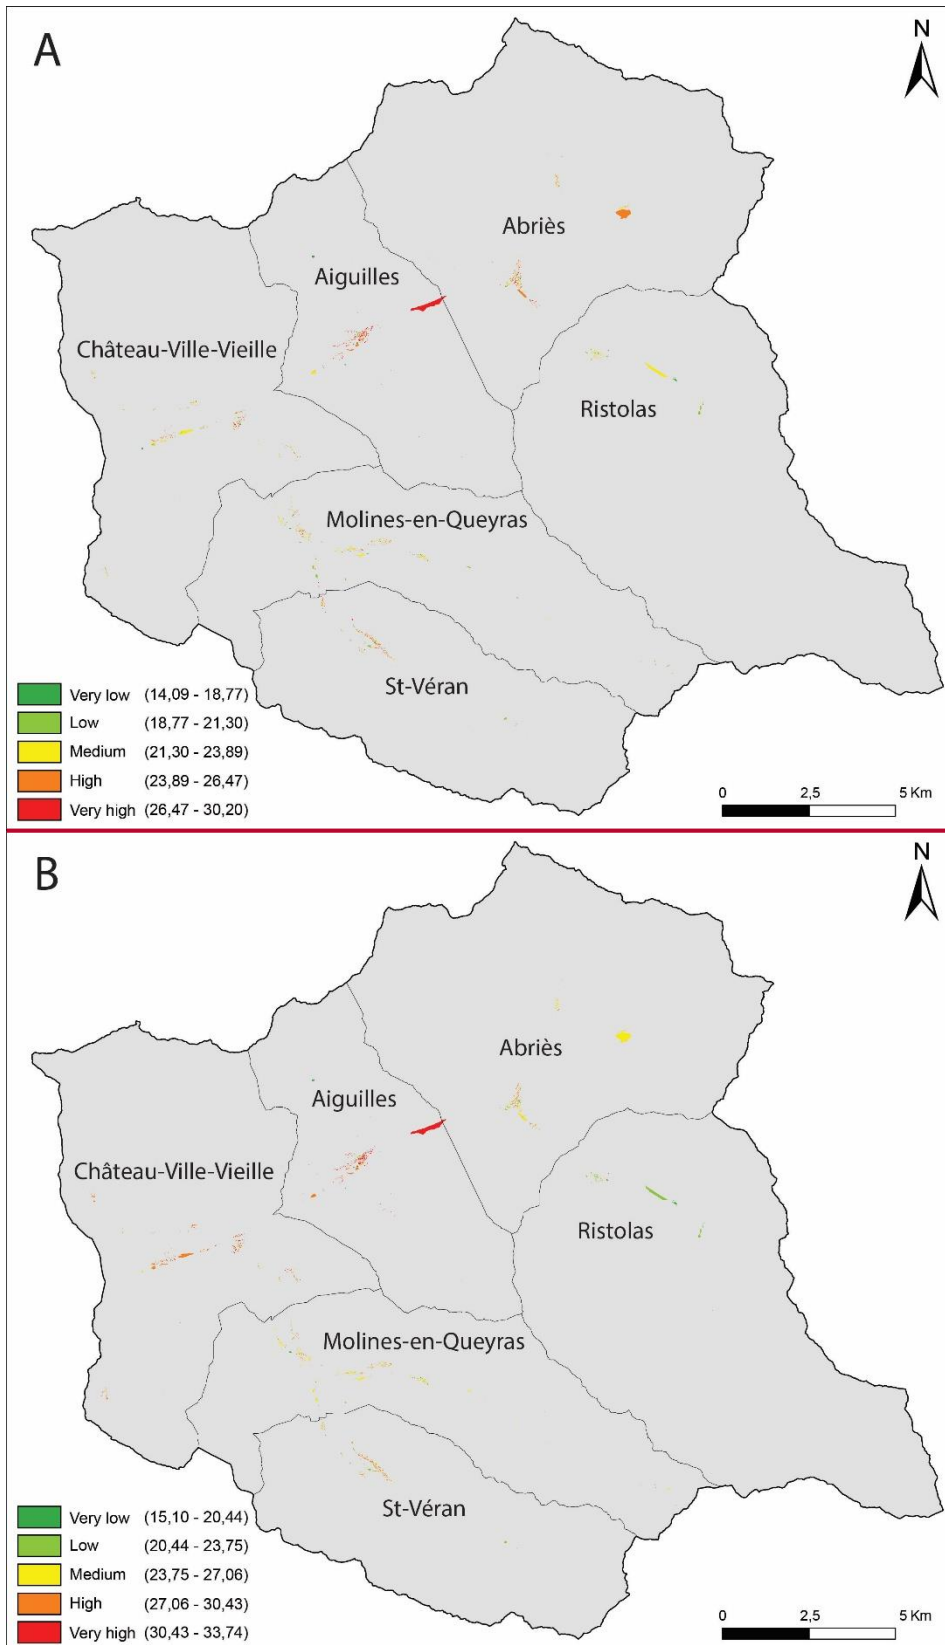 A
N
Abriès
Aiguilles
Château-Ville-Vieille
Ristolas
Molines-en-Queyras
St-Véran
Very low (14,09 - 18,77)
Low (18,77 - 21,30)
Medium (21,30 - 23,89)
High (23,89 - 26,47)
Very high (26,47 - 30,20)
0 2,5 5 Km
B
N
Abriès
Aiguilles
Château-Ville-Vieille
Ristolas
Molines-en-Queyras
St-Véran
Very low (15,10 - 20,44)
Low (20,44 - 23,75)
Medium (23,75 - 27,06)
High (27,06 - 30,43)
Very high (30,43 - 33,74)
0 2,5 5 Km